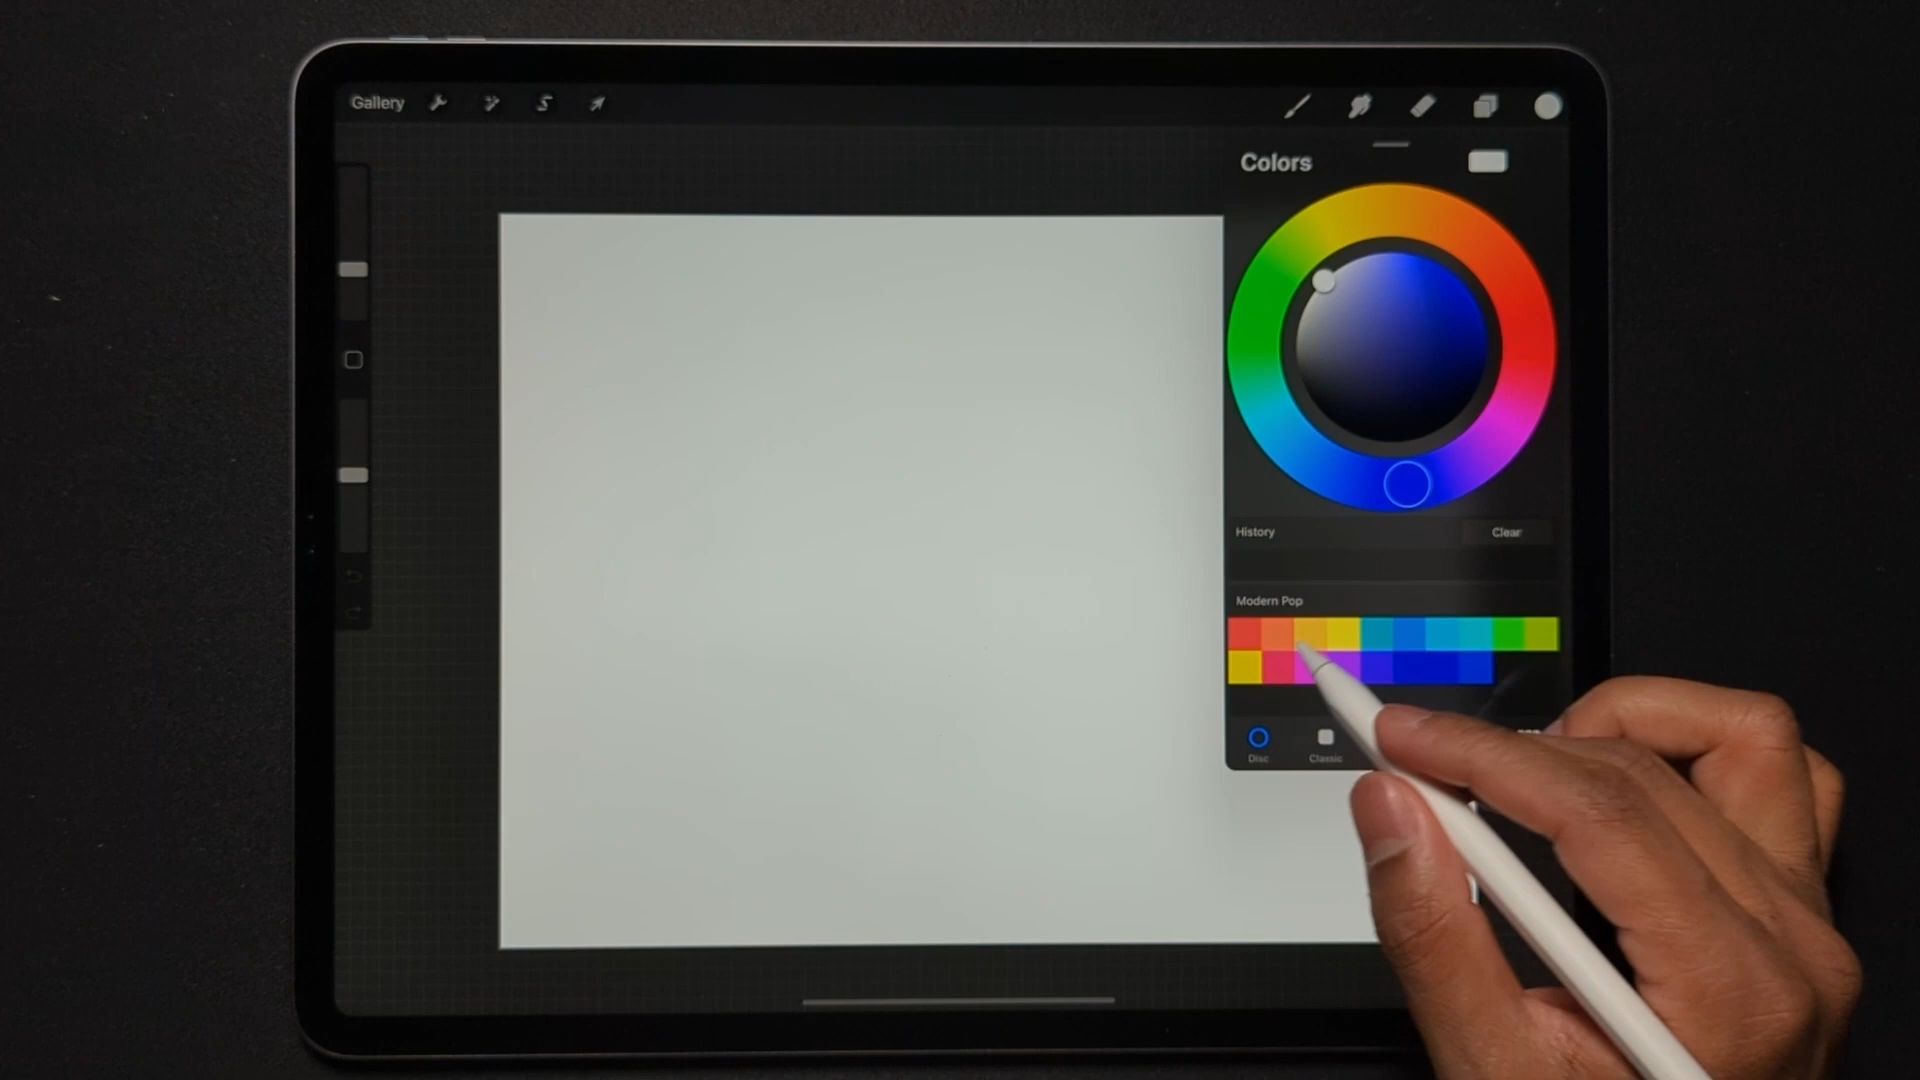 Gallery
Colors
History Clear
Modern Pop
Disc Classic